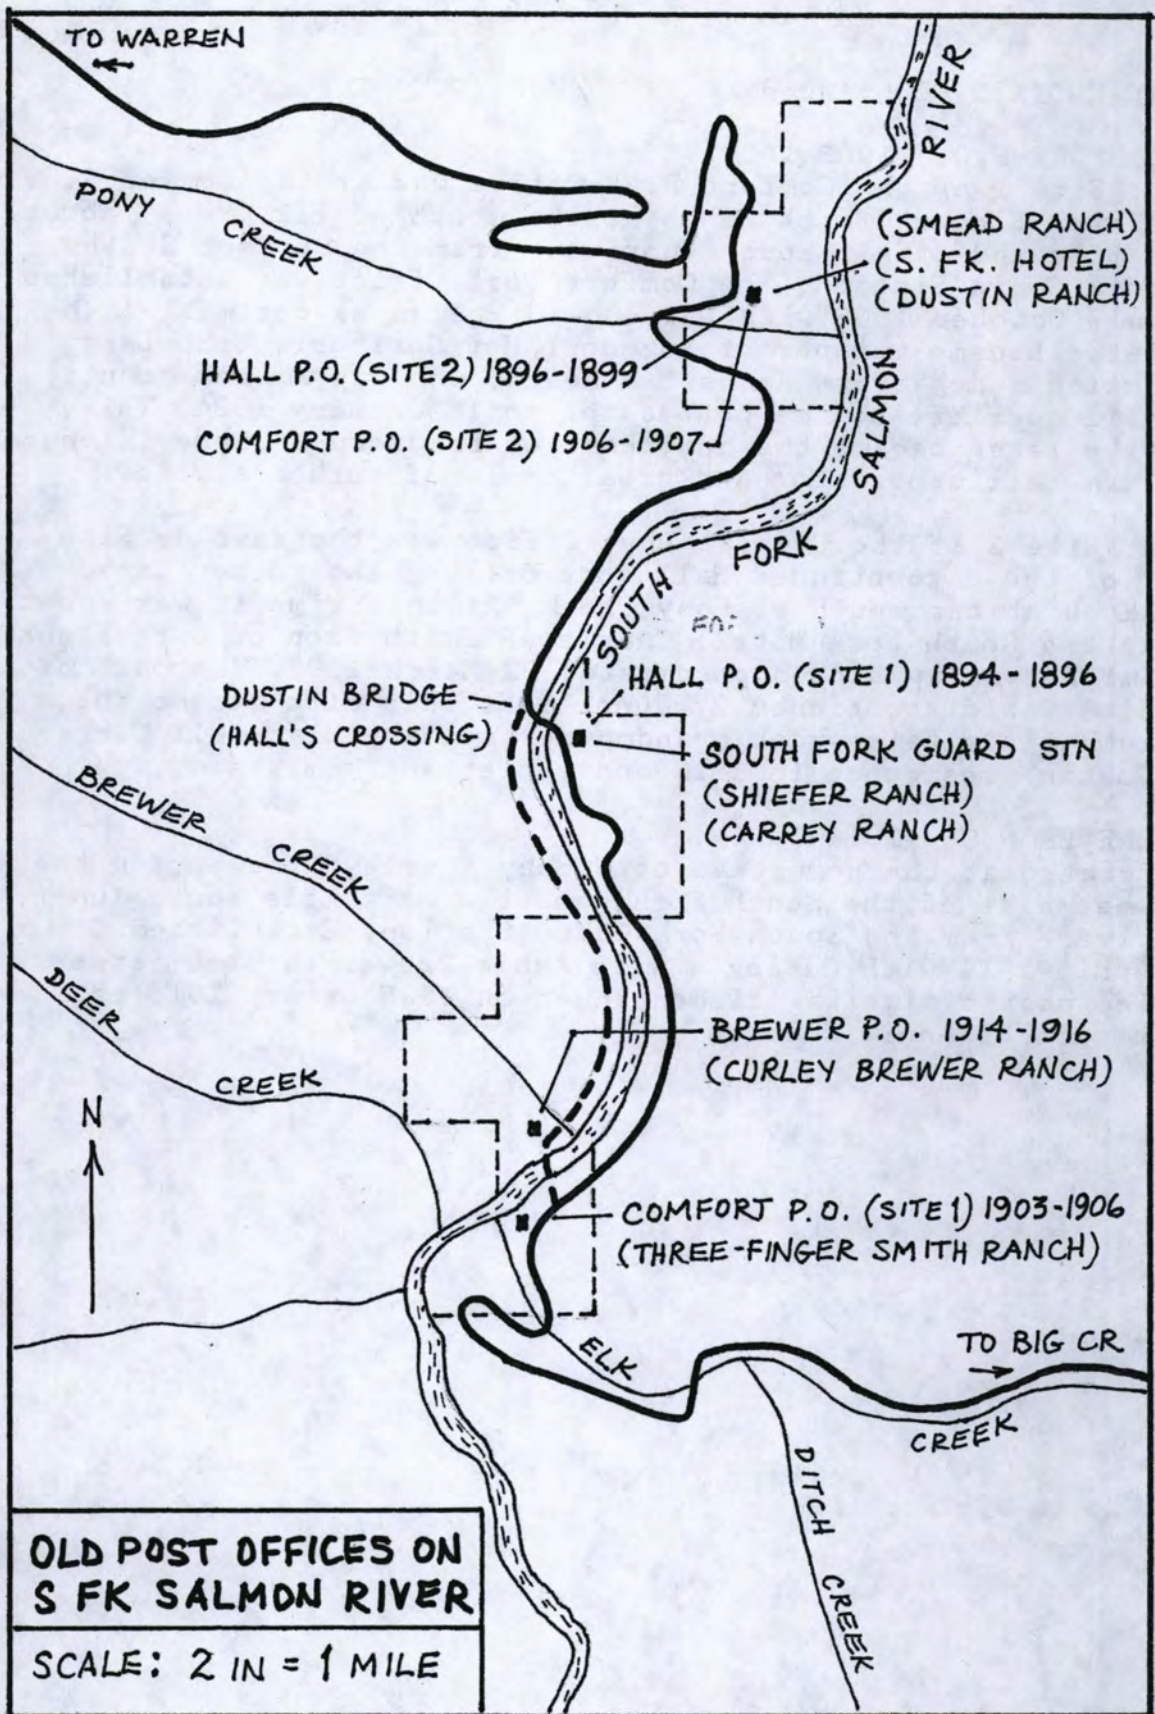 TO WARREN
PONY CREEK
RIVER
(SMEAD RANCH)
(S. FK. HOTEL)
(DUSTIN RANCH)
HALL P.O. (SITE 2) 1896-1899
COMFORT P.O. (SITE 2) 1906-1907
SALMON
FORK
SOUTH
HALL P.O. (SITE 1) 1894-1896
DUSTIN BRIDGE
(HALL'S CROSSING)
SOUTH FORK GUARD STN
(SHIEFER RANCH)
(CARREY RANCH)
BREWER CREEK
DEER CREEK
BREWER P.O. 1914-1916
(CURLEY BREWER RANCH)
N
COMFORT P.O. (SITE 1) 1903-1906
(THREE-FINGER SMITH RANCH)
TO BIG CR.
ELK CREEK
DITCH CREEK
OLD POST OFFICES ON
S FK SALMON RIVER
SCALE: 2 IN = 1 MILE